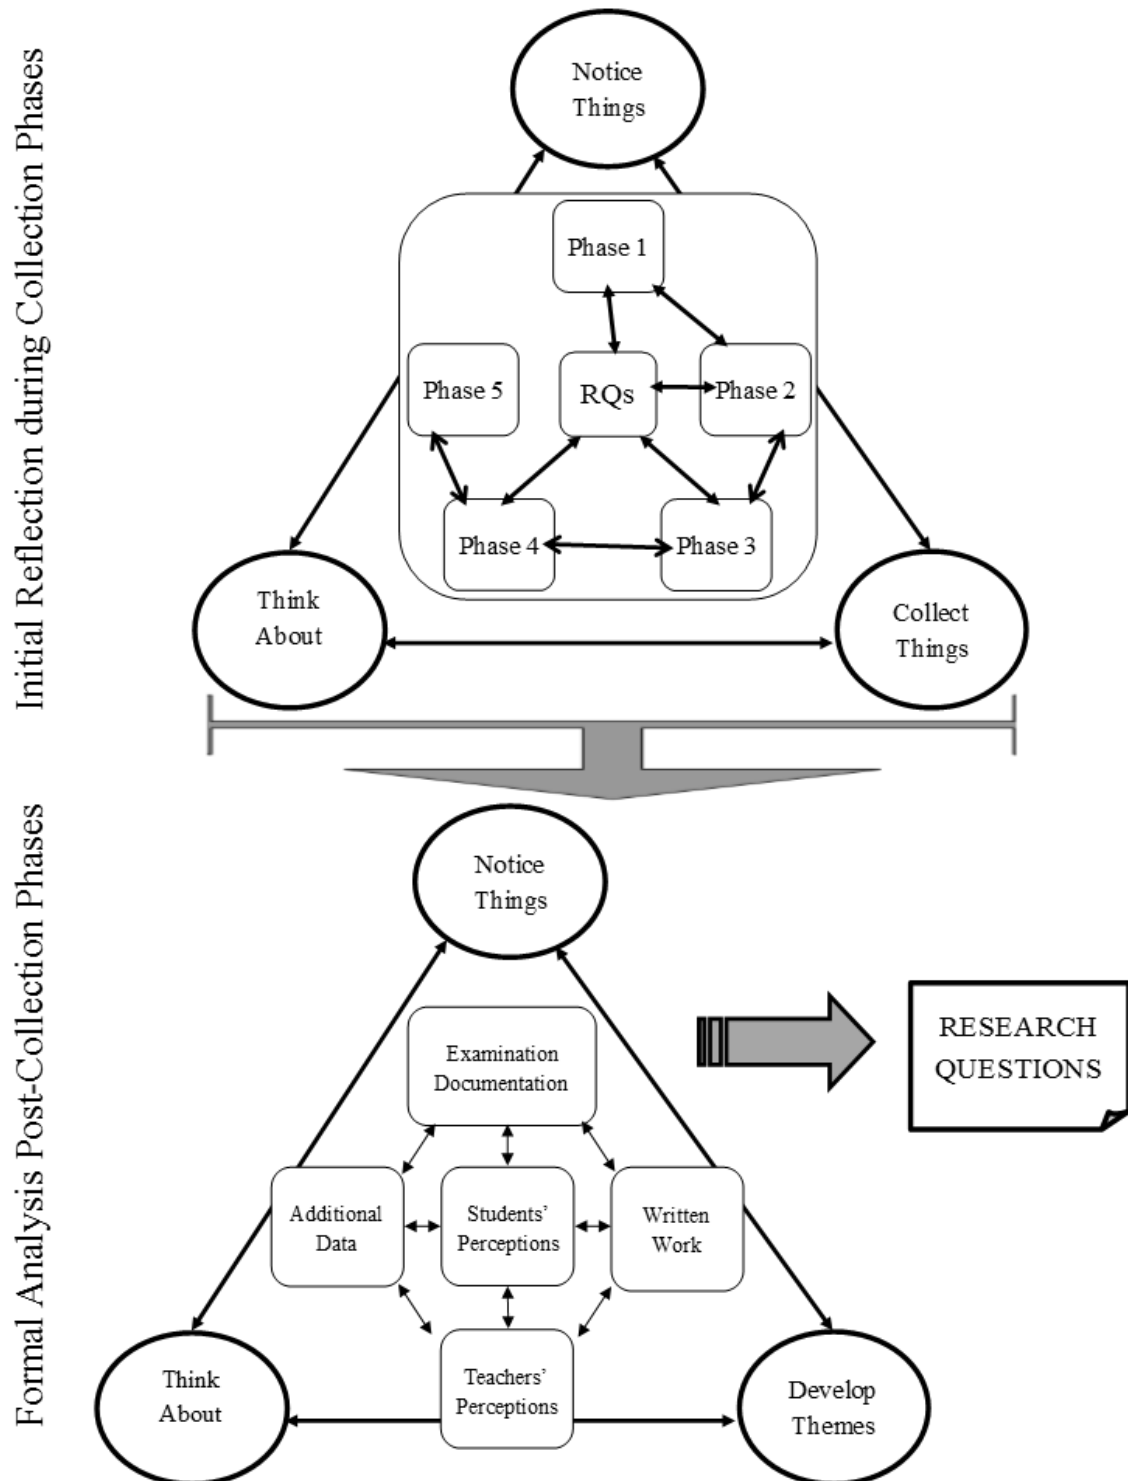 Initial Reflection during Collection Phases
Notice
Things
Phase 1
Phase 5
RQs
Phase 2
Phase 4
Phase 3
Think
About
Collect
Things
Formal Analysis Post-Collection Phases
Notice
Things
RESEARCH
QUESTIONS
Examination
Documentation
Additional
Data
Students’
Perceptions
Written
Work
Teachers’
Perceptions
Think
About
Develop
Themes